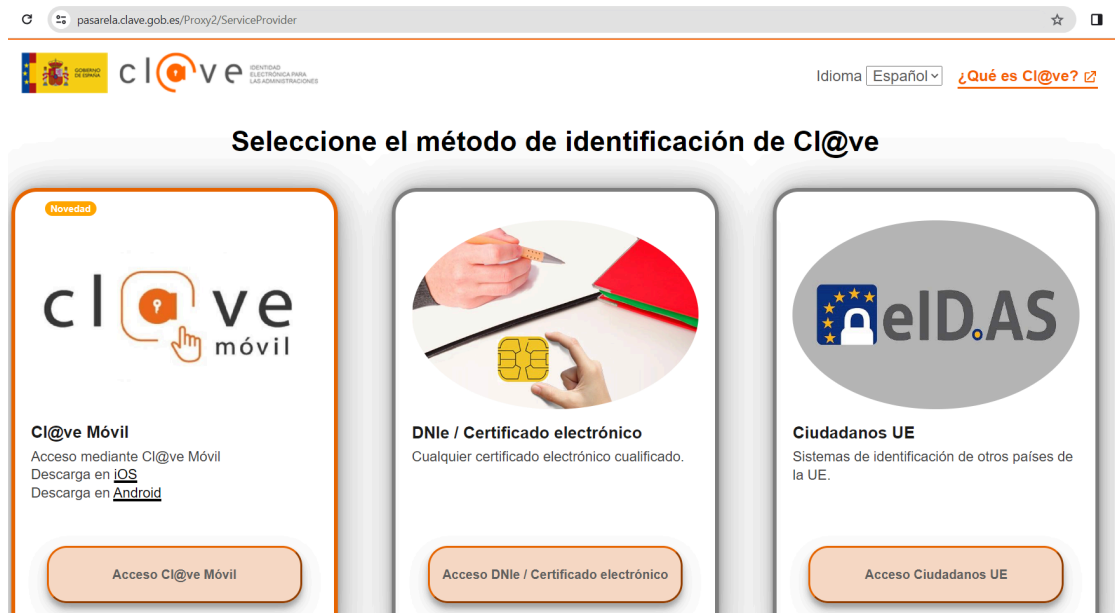 pasarela.clave.gob.es/Proxy2/ServiceProvider
GOBIERNO
DE ESPAÑA
cl@ve
IDENTIDAD
ELECTRÓNICA PARA
LAS ADMINISTRACIONES
Idioma Español ¿Qué es Cl@ve?
Seleccione el método de identificación de Cl@ve
Novedad
cl@ve
móvil
Cl@ve Móvil
Acceso mediante Cl@ve Móvil
Descarga en iOS
Descarga en Android
Acceso Cl@ve Móvil
DNIe / Certificado electrónico
Cualquier certificado electrónico cualificado.
Acceso DNIe / Certificado electrónico
eID.AS
Ciudadanos UE
Sistemas de identificación de otros países de
la UE.
Acceso Ciudadanos UE